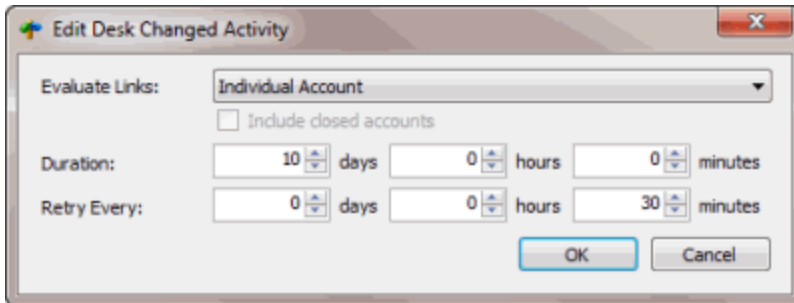 Edit Desk Changed Activity
Evaluate Links: Individual Account
Include closed accounts
Duration: 10 days 0 hours 0 minutes
Retry Every: 0 days 0 hours 30 minutes
OK Cancel